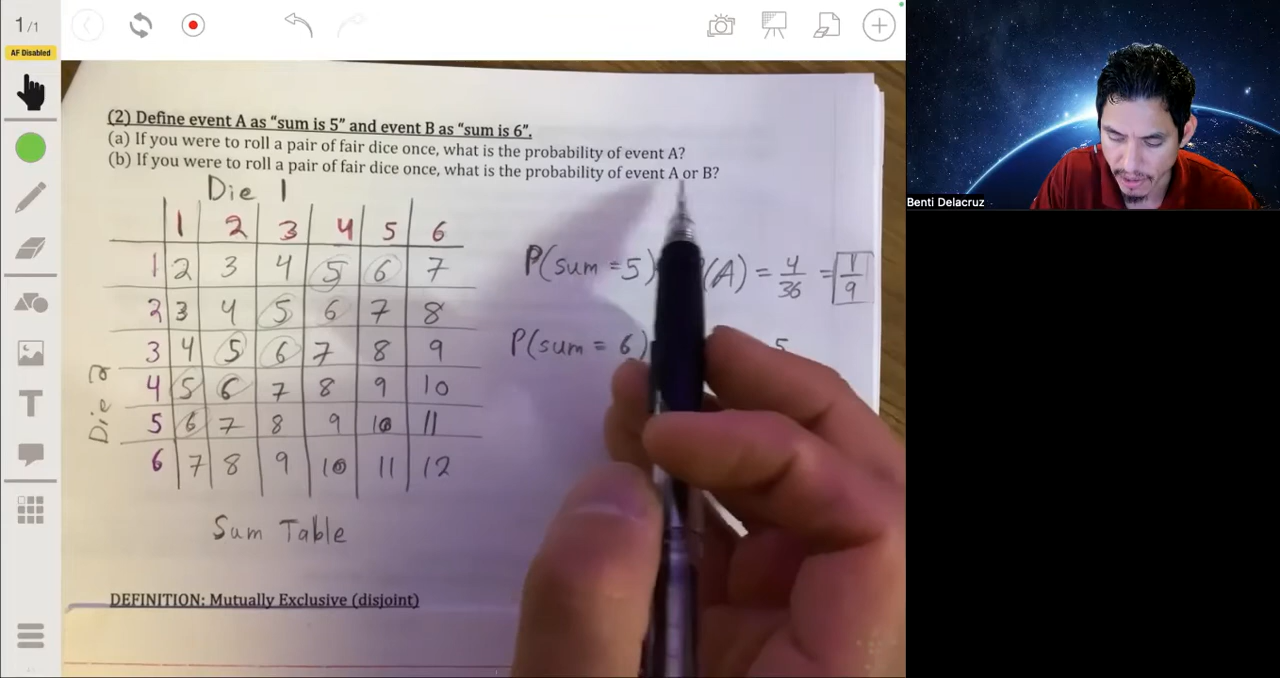 1/1
AF Disabled
(2) Define event A as “sum is 5” and event B as “sum is 6”.
(a) If you were to roll a pair of fair dice once, what is the probability of event A?
(b) If you were to roll a pair of fair dice once, what is the probability of event A or B?
Die 1
1 2 3 4 5 6
1 2 3 4 5 6 7
2 3 4 5 6 7 8
3 4 5 6 7 8 9
4 5 6 7 8 9 10
5 6 7 8 9 10 11
6 7 8 9 10 11 12
Die 2
Sum Table
P(sum = 5) (A) = 4/36 = 1/9
P(sum = 6) 5
DEFINITION: Mutually Exclusive (disjoint)
T
Benti Delacruz